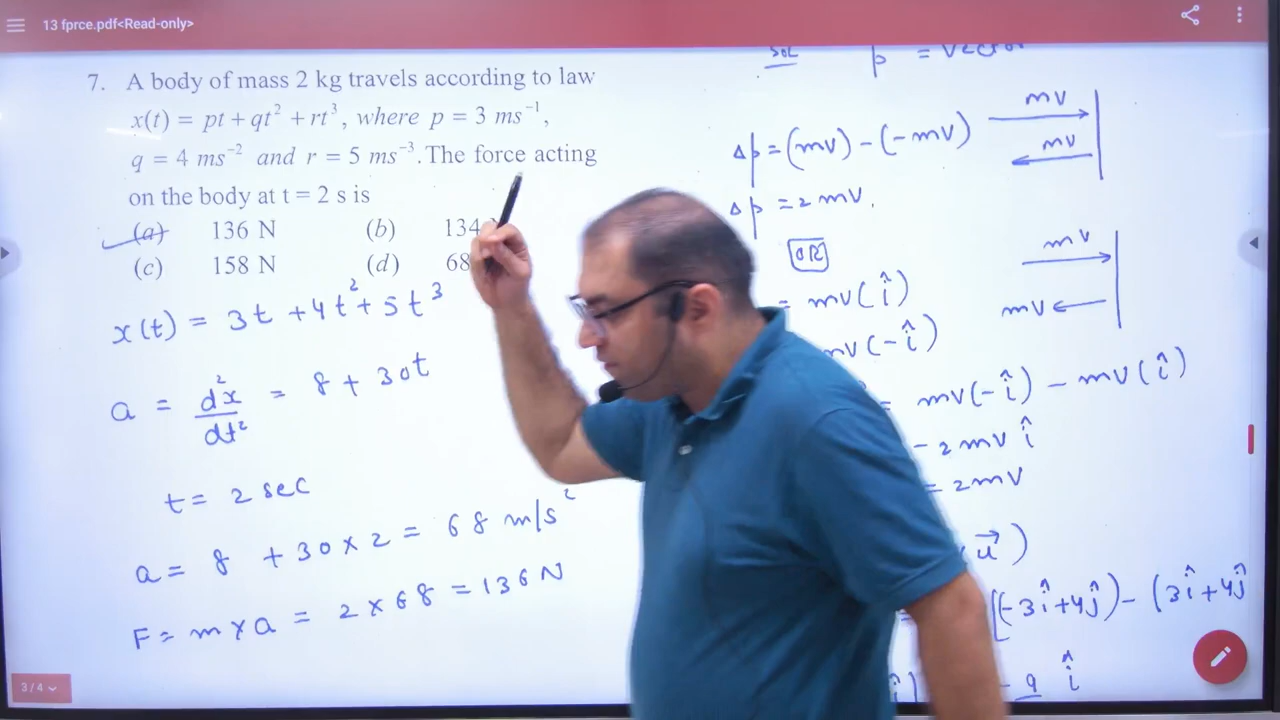 13 fprce.pdf<Read-only>
7. A body of mass 2 kg travels according to law
x(t) = pt + qt² + rt³, where p = 3 ms⁻¹,
q = 4 ms⁻² and r = 5 ms⁻³. The force acting
on the body at t = 2 s is
(a) 136 N (b) 134
(c) 158 N (d) 68
x(t) = 3t + 4t² + 5t³
a = d²x/dt² = 8 + 30t
t = 2 sec
a = 8 + 30 × 2 = 68 m/s²
F = m × a = 2 × 68 = 136 N
3 / 4
Sol p = vector
Δp = (mv) - (-mv)
mv
mv
Δp = 2mv.
OR
mv
mv
= mv(î)
mv(-î)
= mv(-î) - mv(î)
- 2mv î
= 2mv
u⃗)
(-3î+4ĵ) - (3î+4ĵ
î